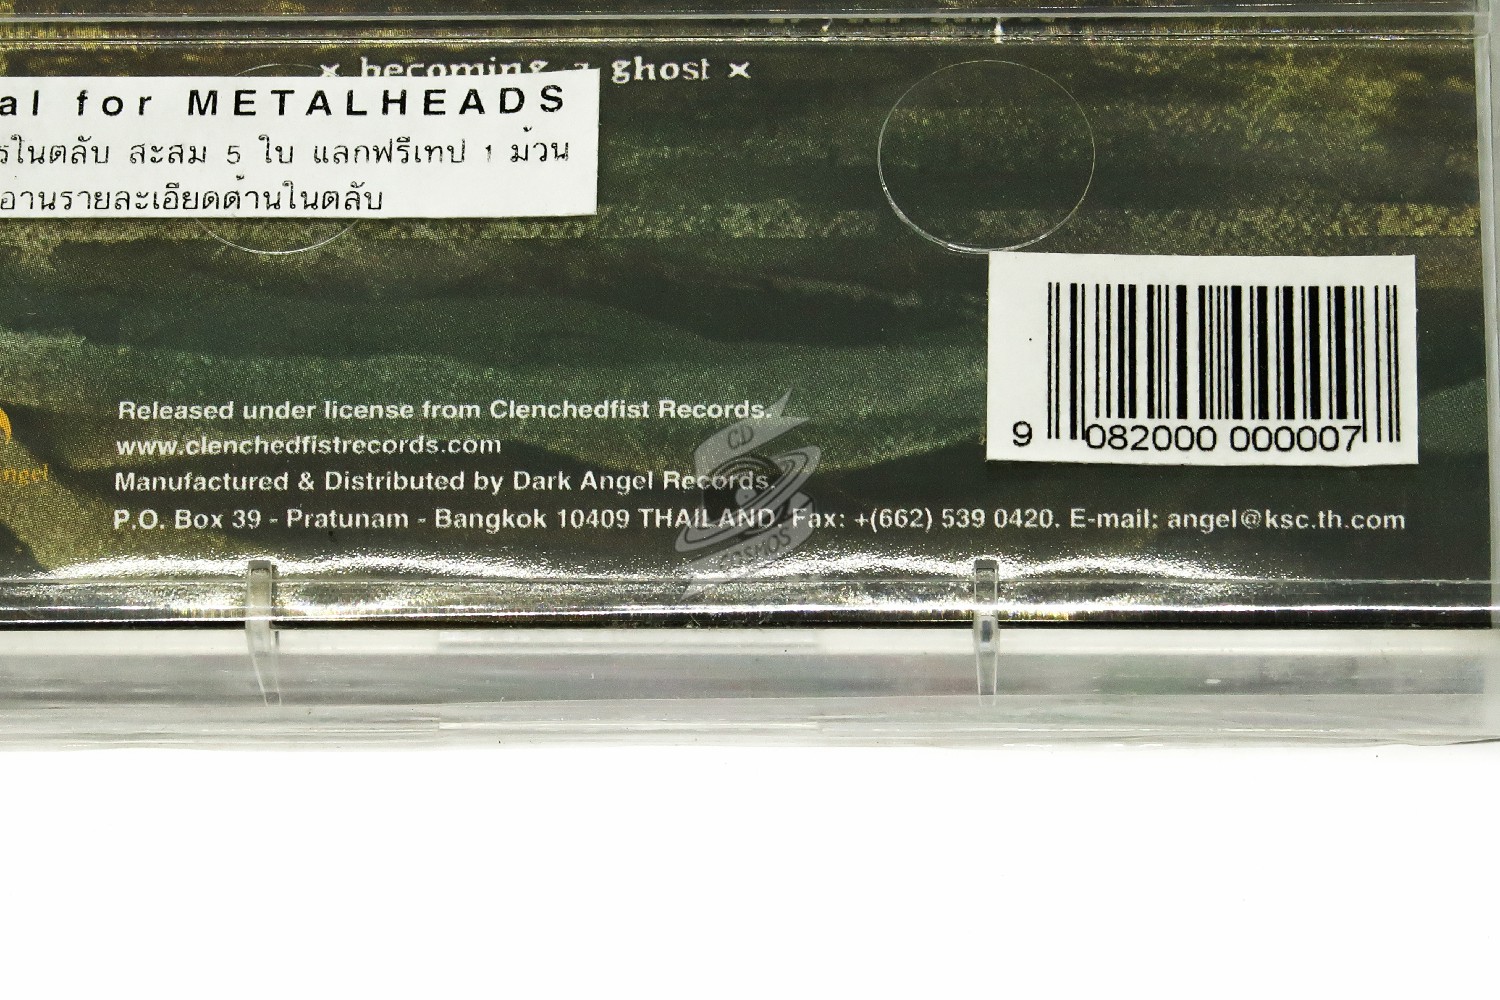 × becoming a ghost ×
al for METALHEADS
รในตลับ สะสม 5 ใบ แลกฟรีเทป 1 ม้วน
อ่านรายละเอียดด้านในตลับ
Released under license from Clenchedfist Records.
www.clenchedfistrecords.com
Manufactured & Distributed by Dark Angel Records.
P.O. Box 39 - Pratunam - Bangkok 10409 THAILAND. Fax: +(662) 539 0420. E-mail: angel@ksc.th.com
9 082000 000007
ngel
CD
COSMOS